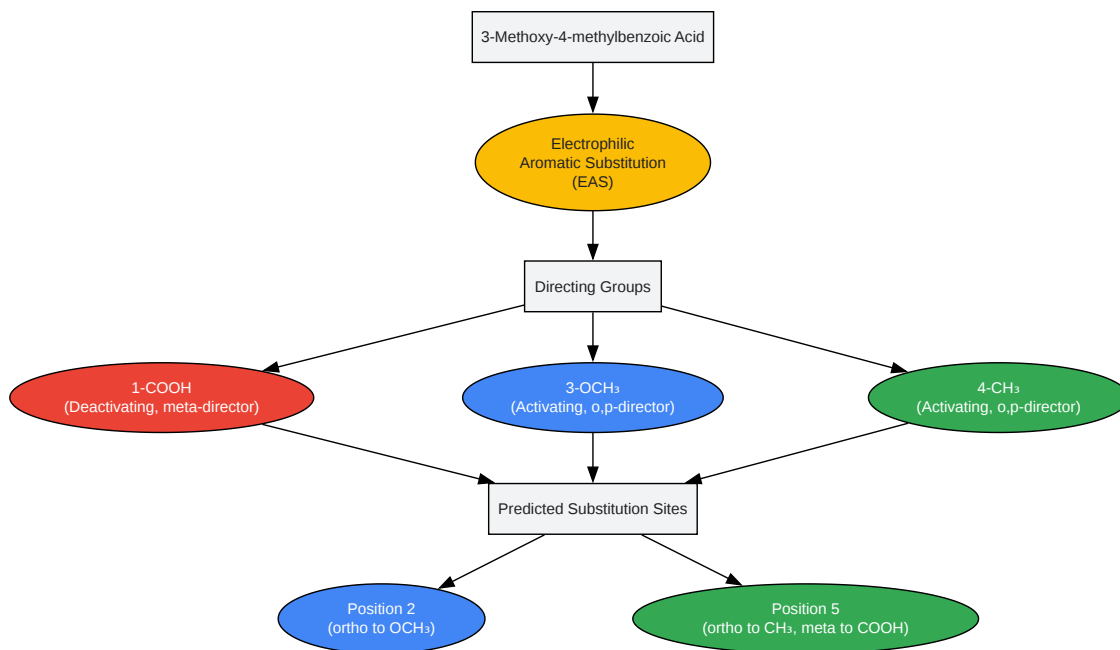 3-Methoxy-4-methylbenzoic Acid
Electrophilic
Aromatic Substitution
(EAS)
Directing Groups
1-COOH
(Deactivating, meta-director)
3-OCH₃
(Activating, o,p-director)
4-CH₃
(Activating, o,p-director)
Predicted Substitution Sites
Position 2
(ortho to OCH₃)
Position 5
(ortho to CH₃, meta to COOH)